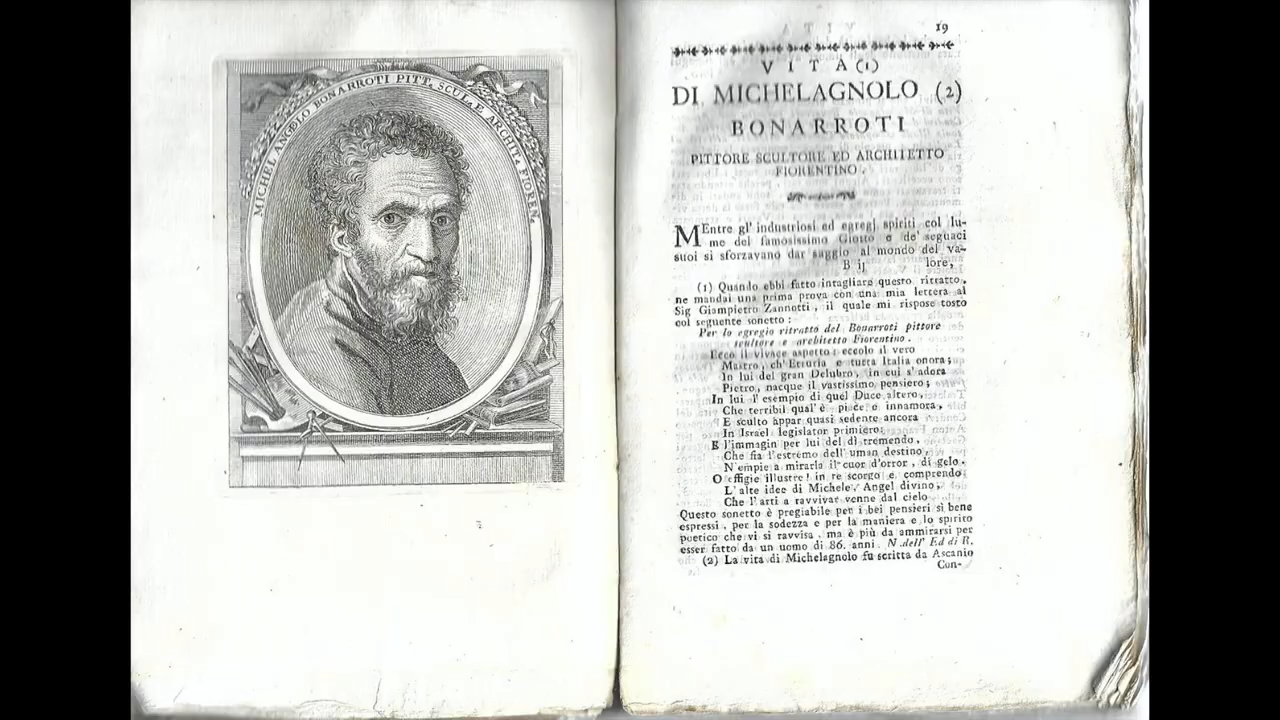 MICHEL ANGELO BONARROTI PITT. SCUL. E ARCHIT. FIOREN.
19
VITA (1)
DI MICHELAGNOLO (2)
BONARROTI
PITTORE SCULTORE ED ARCHITETTO
FIORENTINO.
MEntre gl' industriosi ed egregj spiriti col lu-
me del famosissimo Giotto e de' seguaci
suoi si sforzavano dar saggio al mondo del va-
B ij lore,
(1) Quando ebbi fatto intagliare questo ritratto,
ne mandai una prima prova con una mia lettera al
Sig Giampietro Zannotti, il quale mi rispose tosto
col seguente sonetto:
Per lo egregio ritratto del Bonarroti pittore
scultore e architetto Fiorentino.
Ecco il vivace aspetto: eccolo il vero
Mastro, ch' Etruria e tutta Italia onora;
In lui del gran Delubro, in cui s' adora
Pietro, nacque il vastissimo pensiero;
In lui l' esempio di quel Duce altero,
Che terribil qual' è piace e innamora,
E sculto appar quasi sedente ancora
In Israel legislator primiero:
E l' immagin per lui del dì tremendo,
Che fia l' estremo dell' uman destino,
N' empie a mirarla il cuor d' orror, di gelo.
O effigie illustre! in te scorgo e comprendo
L' alte idee di Michele, Angel divino,
Che l' arti a ravvivar venne dal cielo
Questo sonetto è pregiabile per i bei pensieri sì bene
espressi, per la sodezza e per la maniera e lo spirito
poetico che vi si ravvisa, ma è più da ammirarsi per
esser fatto da un uomo di 86. anni. N. dell' Ed di R.
(2) La vita di Michelagnolo fu scritta da Ascanio
Con-